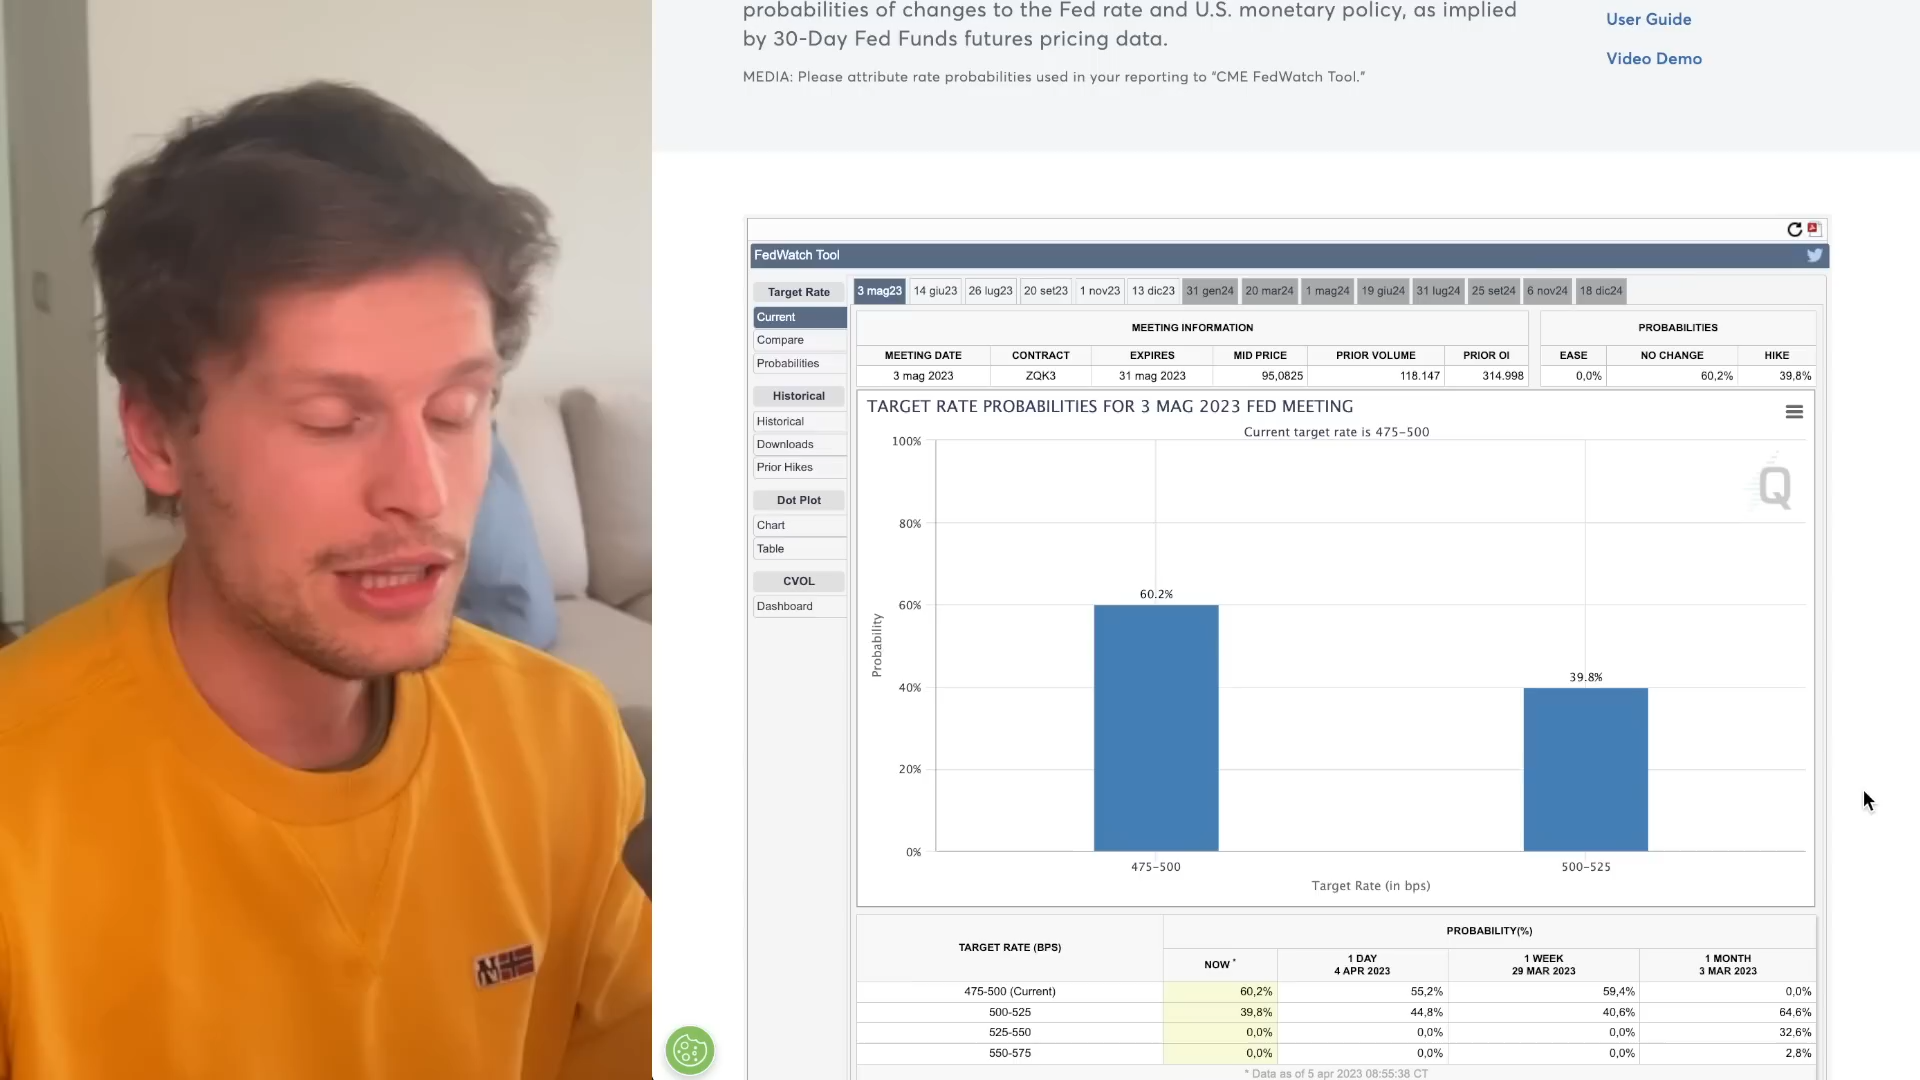 probabilities of changes to the Fed rate and U.S. monetary policy, as implied
by 30-Day Fed Funds futures pricing data.
MEDIA: Please attribute rate probabilities used in your reporting to "CME FedWatch Tool."
User Guide
Video Demo
FedWatch Tool
Target Rate
Current
Compare
Probabilities
Historical
Historical
Downloads
Prior Hikes
Dot Plot
Chart
Table
CVOL
Dashboard
3 mag23 14 giu23 26 lug23 20 set23 1 nov23 13 dic23 31 gen24 20 mar24 1 mag24 19 giu24 31 lug24 25 set24 6 nov24 18 dic24
MEETING INFORMATION
MEETING DATE CONTRACT EXPIRES MID PRICE PRIOR VOLUME PRIOR OI
3 mag 2023 ZQK3 31 mag 2023 95,0825 118.147 314.998
PROBABILITIES
EASE NO CHANGE HIKE
0,0% 60,2% 39,8%
TARGET RATE PROBABILITIES FOR 3 MAG 2023 FED MEETING
Current target rate is 475–500
100%
80%
60%
40%
20%
0%
Probability
60.2%
39.8%
475–500
500–525
Target Rate (in bps)
Q
TARGET RATE (BPS)
PROBABILITY(%)
NOW * 1 DAY 4 APR 2023 1 WEEK 29 MAR 2023 1 MONTH 3 MAR 2023
475-500 (Current) 60,2% 55,2% 59,4% 0,0%
500-525 39,8% 44,8% 40,6% 64,6%
525-550 0,0% 0,0% 0,0% 32,6%
550-575 0,0% 0,0% 0,0% 2,8%
* Data as of 5 apr 2023 08:55:38 CT
N